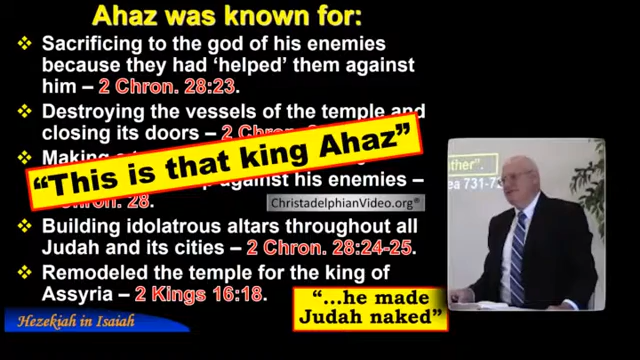 Ahaz was known for:
❖ Sacrificing to the god of his enemies
because they had ‘helped’ them against
him – 2 Chron. 28:23.
❖ Destroying the vessels of the temple and
closing its doors –
❖ Making
“This is that king Ahaz”
against his enemies –
28.
ChristadelphianVideo.org®
❖ Building idolatrous altars throughout all
Judah and its cities – 2 Chron. 28:24-25.
❖ Remodeled the temple for the king of
Assyria – 2 Kings 16:18.
“...he made
Judah naked”
Hezekiah in Isaiah
731-73